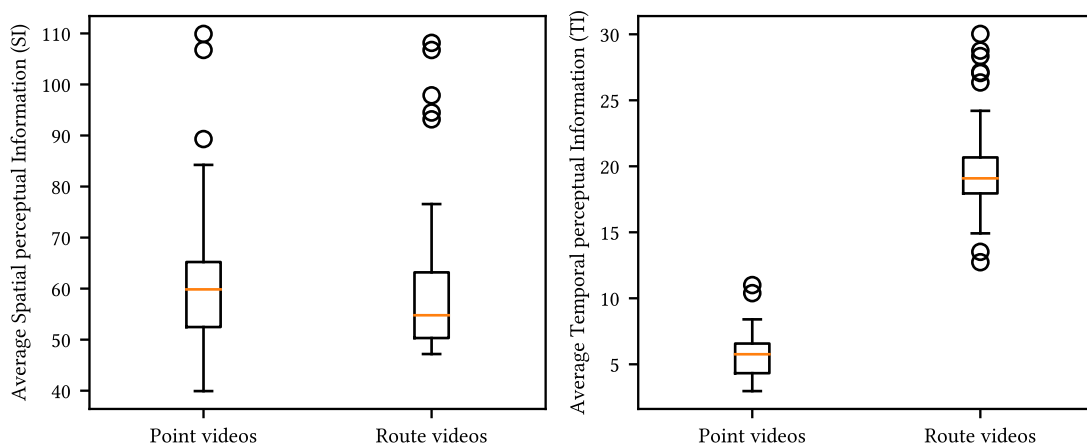 Average Spatial perceptual Information (SI)
110
100
90
80
70
60
50
40
Point videos
Route videos
Average Temporal perceptual Information (TI)
30
25
20
15
10
5
Point videos
Route videos